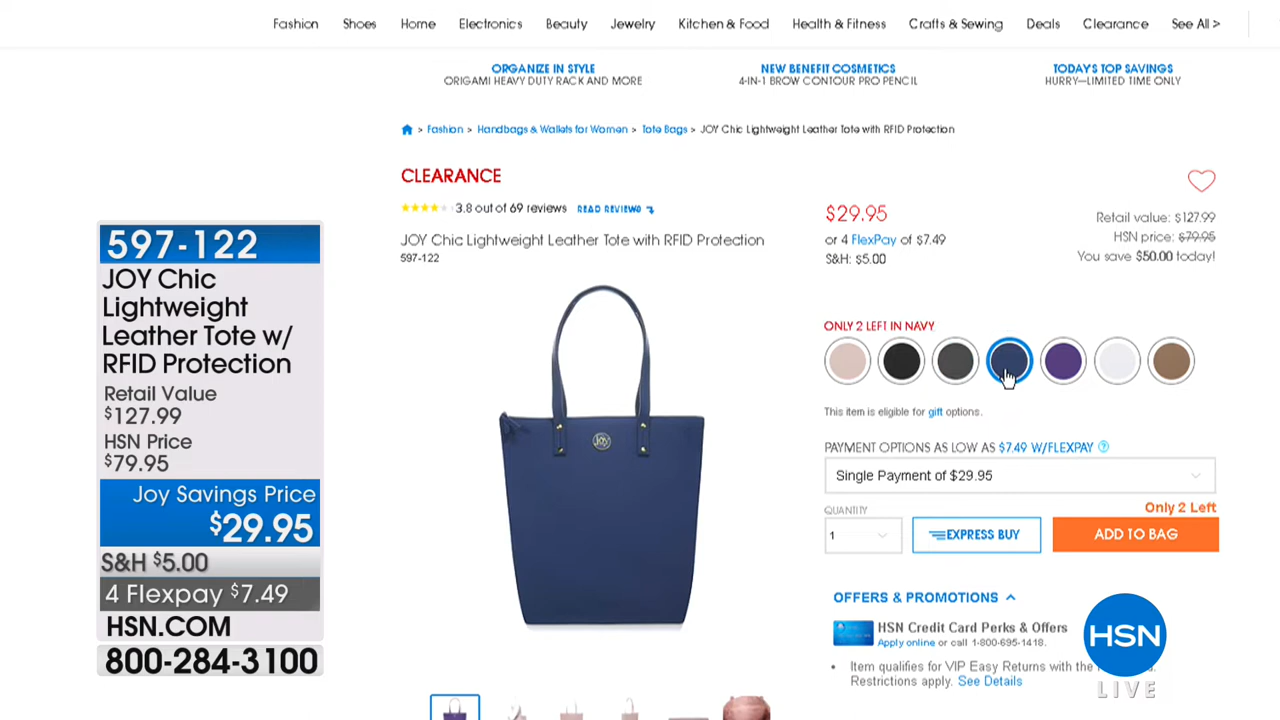 Fashion Shoes Home Electronics Beauty Jewelry Kitchen & Food Health & Fitness Crafts & Sewing Deals Clearance See All >
ORGANIZE IN STYLE
ORIGAMI HEAVY DUTY RACK AND MORE
NEW BENEFIT COSMETICS
4-IN-1 BROW CONTOUR PRO PENCIL
TODAY'S TOP SAVINGS
HURRY—LIMITED TIME ONLY
> Fashion > Handbags & Wallets for Women > Tote Bags > JOY Chic Lightweight Leather Tote with RFID Protection
CLEARANCE
3.8 out of 69 reviews READ REVIEWS
JOY Chic Lightweight Leather Tote with RFID Protection
597-122
Joy
$29.95
or 4 FlexPay of $7.49
S&H: $5.00
Retail value: $127.99
HSN price: $79.95
You save $50.00 today!
ONLY 2 LEFT IN NAVY
This item is eligible for gift options.
PAYMENT OPTIONS AS LOW AS $7.49 W/FLEXPAY ?
Single Payment of $29.95
QUANTITY
Only 2 Left
1
EXPRESS BUY
ADD TO BAG
OFFERS & PROMOTIONS
HSN Credit Card Perks & Offers
Apply online or call 1-800-695-1418.
• Item qualifies for VIP Easy Returns with the
Restrictions apply. See Details
597-122
JOY Chic
Lightweight
Leather Tote w/
RFID Protection
Retail Value
$127.99
HSN Price
$79.95
Joy Savings Price
$29.95
S&H $5.00
4 Flexpay $7.49
HSN.COM
800-284-3100
HSN
LIVE